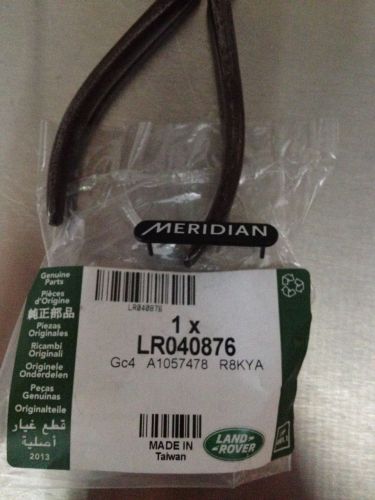 MERIDIAN
Genuine
Parts
Pièces
d'Origine
純正部品
Piezas
Originales
Ricambi
Originali
Originele
Onderdelen
Peças
Genuinas
Originalteile
قطع غيار
أصلية
2013
LR040876
1 x
LR040876
Gc4 A1057478 R8KYA
MADE IN
Taiwan
LAND-
ROVER